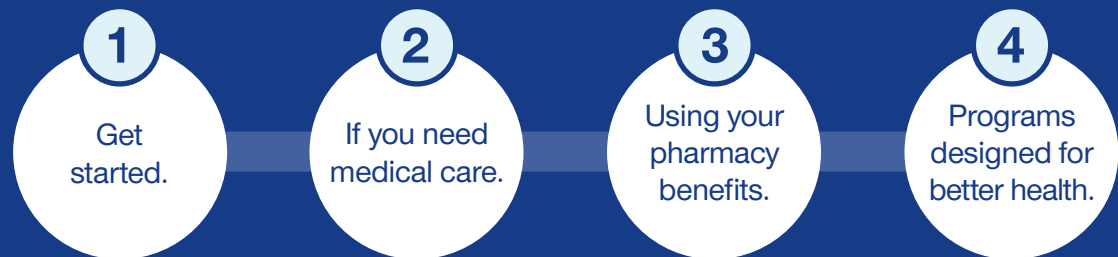 1
Get
started.
2
If you need
medical care.
3
Using your
pharmacy
benefits.
4
Programs
designed for
better health.